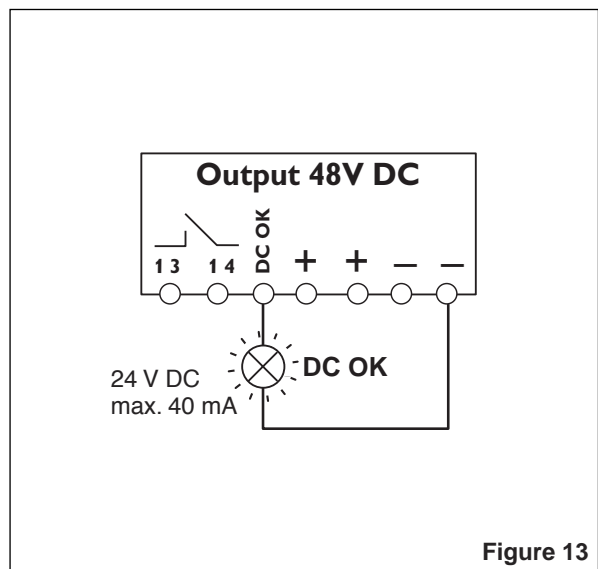 Output 48V DC
DC OK
13 14 + + – –
DC OK
24 V DC
max. 40 mA
Figure 13